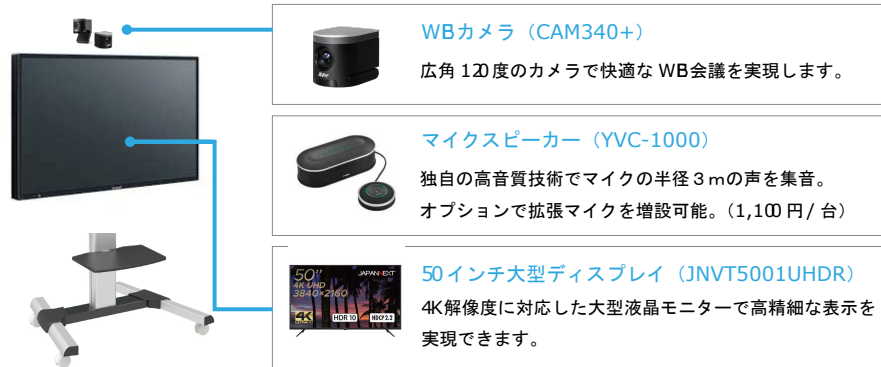 WBカメラ（CAM340+）
広角 120度のカメラで快適な WB会議を実現します。
マイクスピーカー（YVC-1000）
独自の高音質技術でマイクの半径３ｍの声を集音。
オプションで拡張マイクを増設可能。（1,100 円 / 台）
50インチ大型ディスプレイ（JNVT5001UHDR）
4K解像度に対応した大型液晶モニターで高精細な表示を
実現できます。
50"
JAPANNEXT
4K UHD
3840×2160
4K
HDR 10
HDCP 2.2